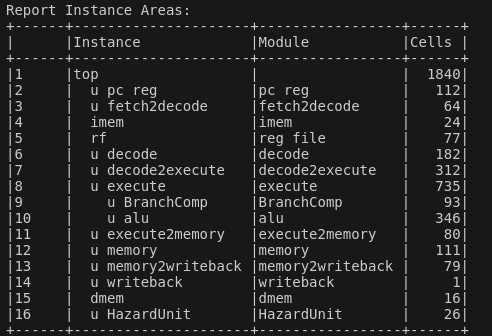 Report Instance Areas:
+------+---------------------+------------------+------+
|      |Instance             |Module            |Cells |
+------+---------------------+------------------+------+
|1     |top                  |                  |  1840|
|2     |  u pc reg           |pc reg            |   112|
|3     |  u fetch2decode     |fetch2decode      |    64|
|4     |  imem               |imem              |    24|
|5     |  rf                 |reg file          |    77|
|6     |  u decode           |decode            |   182|
|7     |  u decode2execute   |decode2execute    |   312|
|8     |  u execute          |execute           |   735|
|9     |    u BranchComp     |BranchComp        |    93|
|10    |    u alu            |alu               |   346|
|11    |  u execute2memory   |execute2memory    |    80|
|12    |  u memory           |memory            |   111|
|13    |  u memory2writeback |memory2writeback  |    79|
|14    |  u writeback        |writeback         |     1|
|15    |  dmem               |dmem              |    16|
|16    |  u HazardUnit       |HazardUnit        |    26|
+------+---------------------+------------------+------+